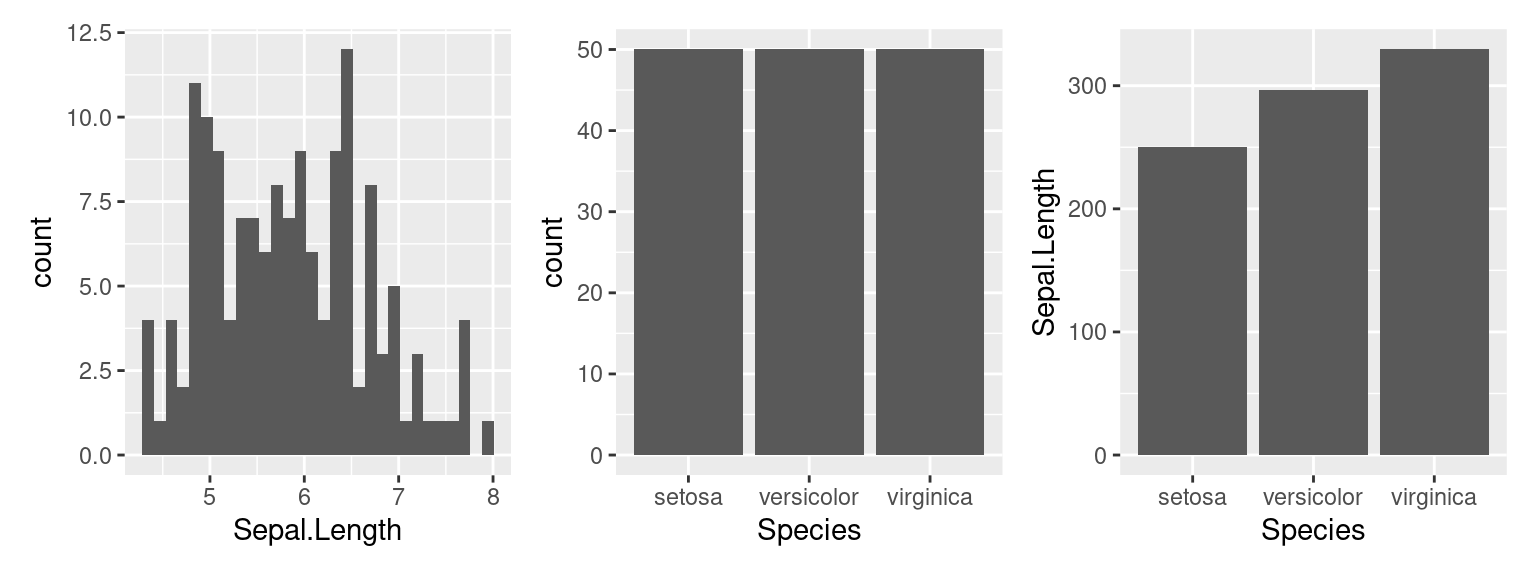 12.5
10.0
7.5
5.0
2.5
0.0
count
5 6 7 8
Sepal.Length
50
40
30
20
10
0
count
setosa versicolor virginica
Species
300
200
100
0
Sepal.Length
setosa versicolor virginica
Species